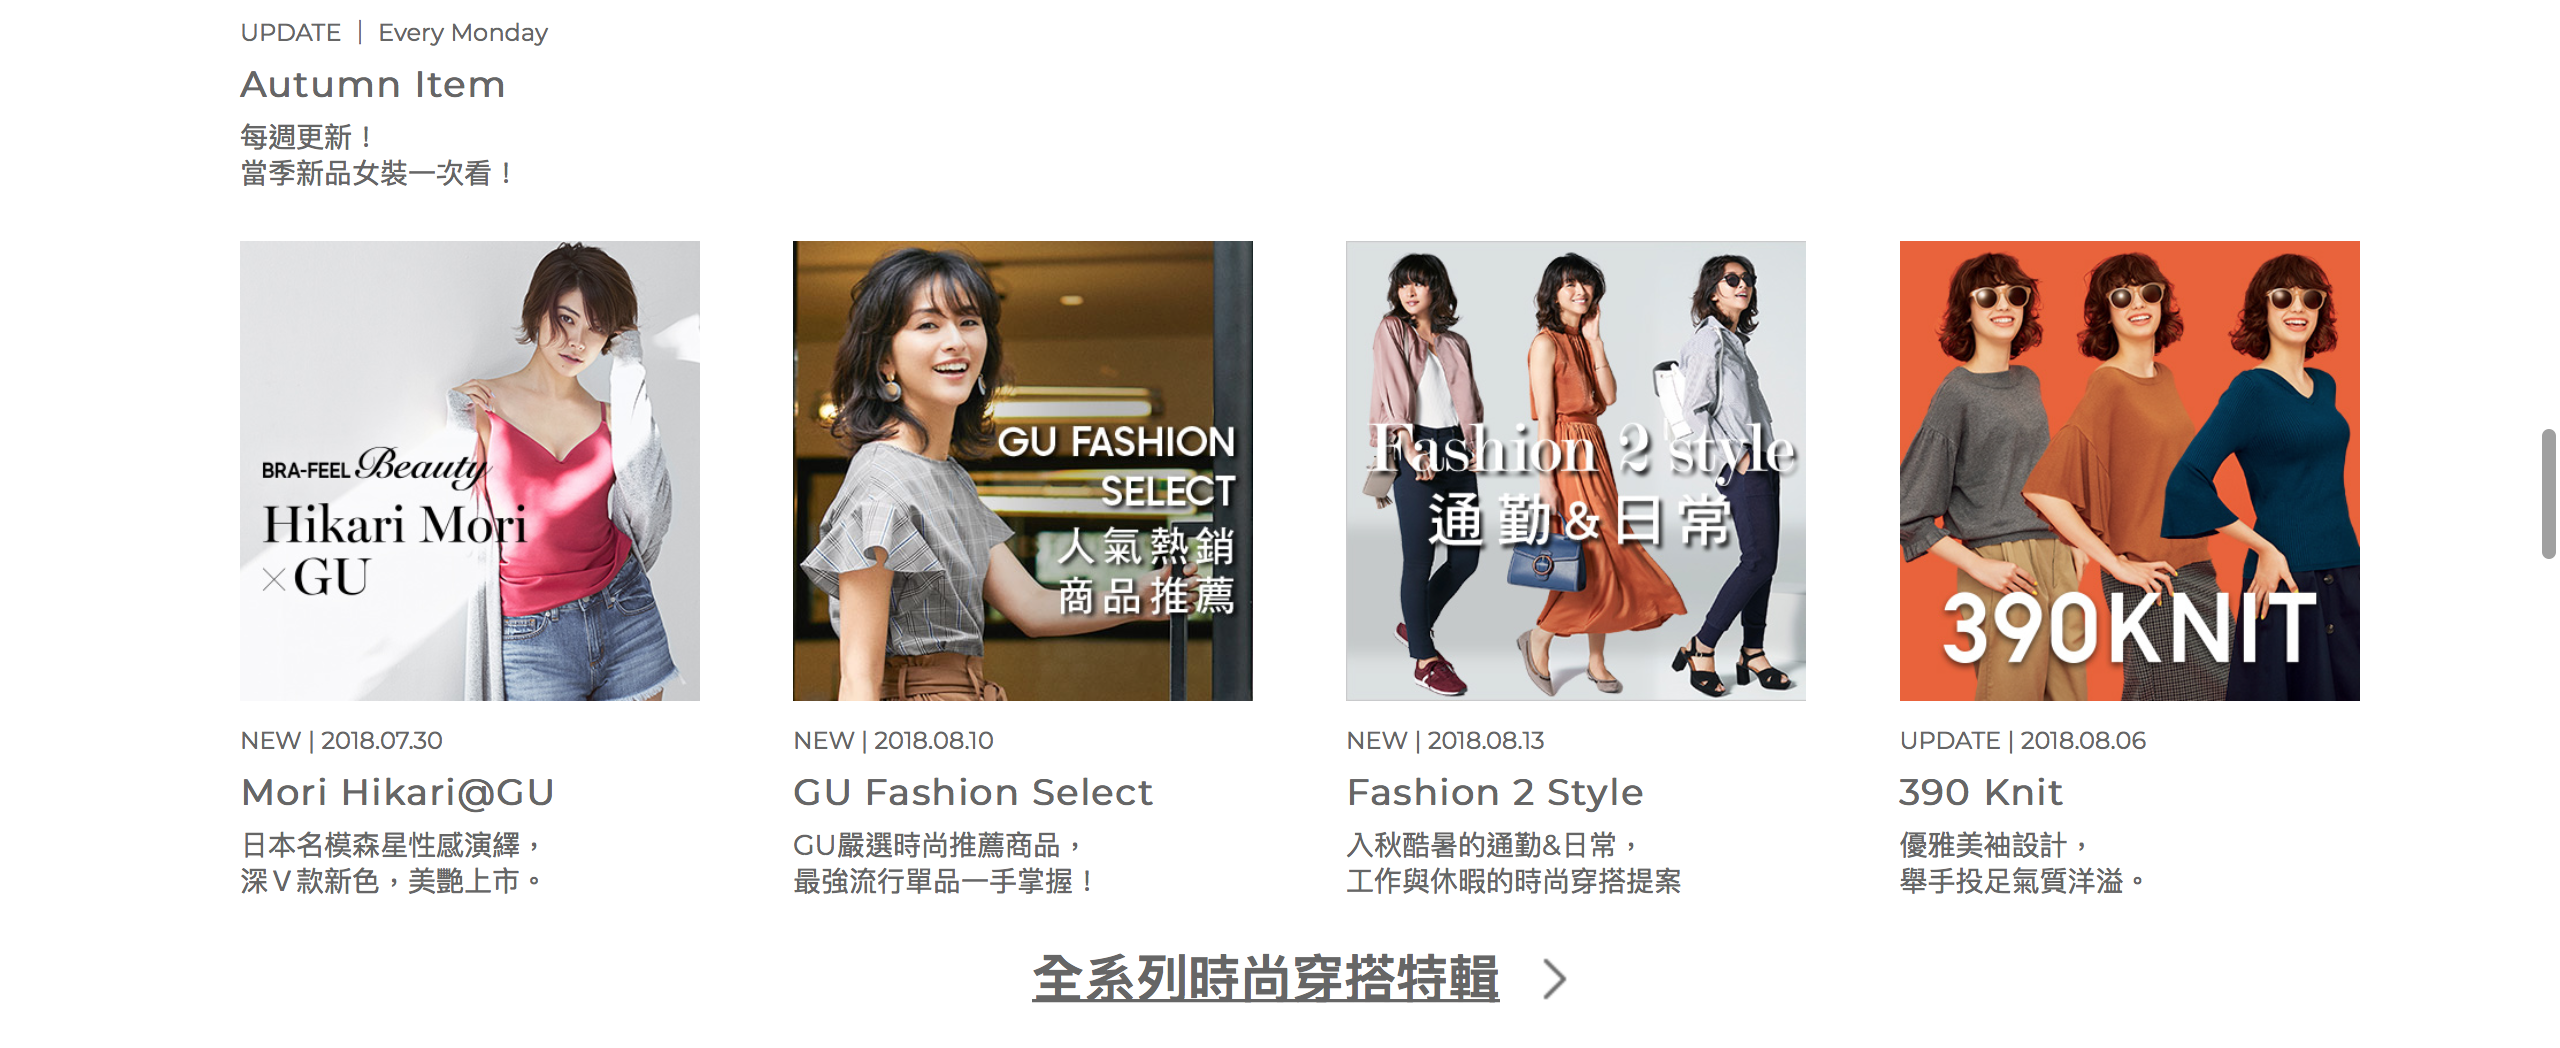 UPDATE | Every Monday
Autumn Item
每週更新！
當季新品女裝一次看！
BRA-FEEL Beauty
Hikari Mori
×GU
NEW | 2018.07.30
Mori Hikari@GU
日本名模森星性感演繹，
深Ｖ款新色，美艷上市。
GU FASHION
SELECT
人氣熱銷
商品推薦
NEW | 2018.08.10
GU Fashion Select
GU嚴選時尚推薦商品，
最強流行單品一手掌握！
Fashion 2 style
通勤&日常
NEW | 2018.08.13
Fashion 2 Style
入秋酷暑的通勤&日常，
工作與休暇的時尚穿搭提案
390KNIT
UPDATE | 2018.08.06
390 Knit
優雅美袖設計，
舉手投足氣質洋溢。
全系列時尚穿搭特輯